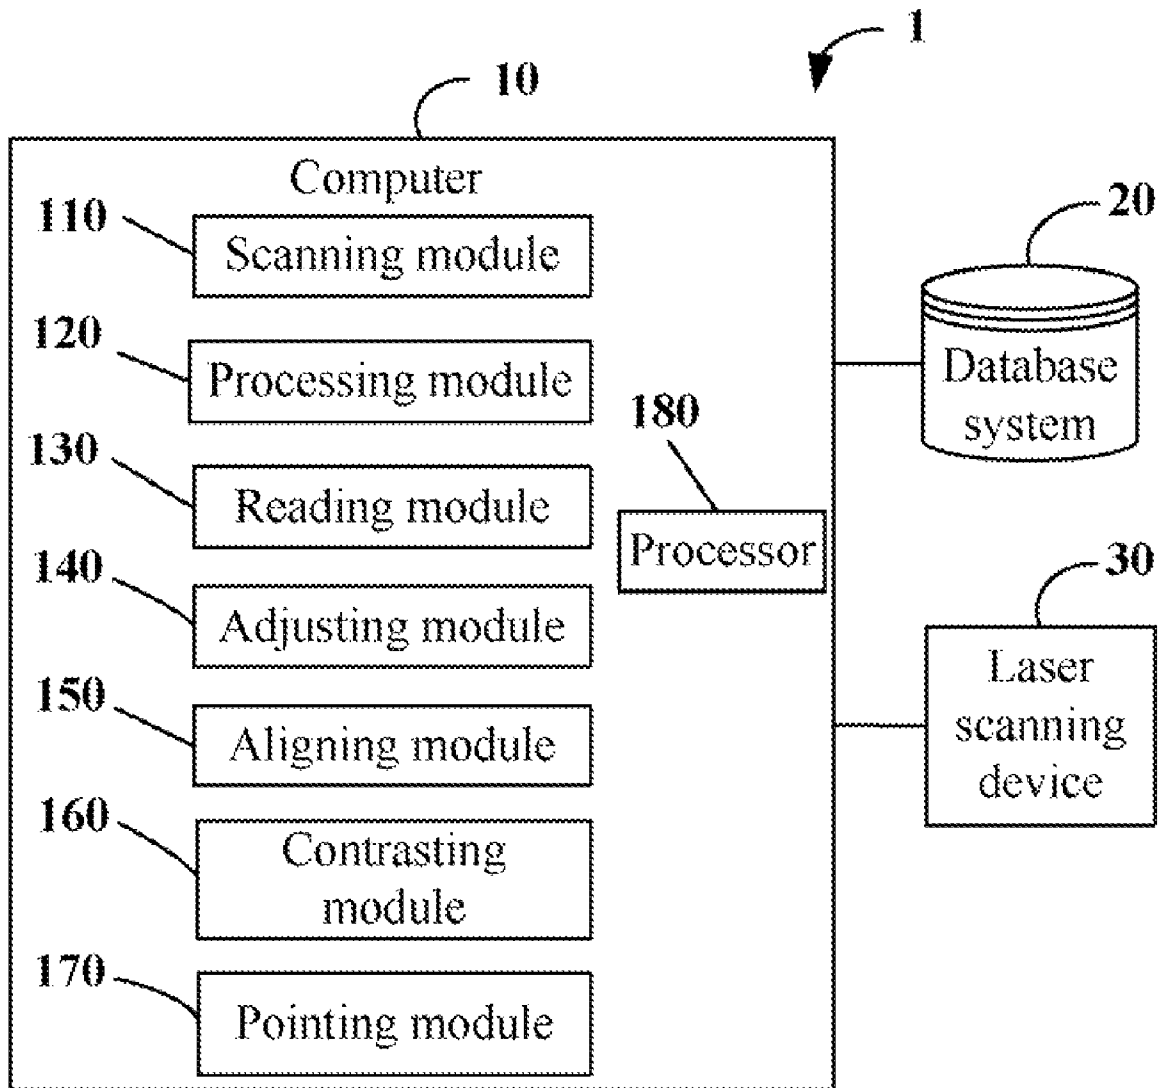 1
10
Computer
110
Scanning module
20
120
Processing module
Database
system
180
130
Reading module
Processor
140
Adjusting module
30
Laser
scanning
device
150
Aligning module
160
Contrasting
module
170
Pointing module